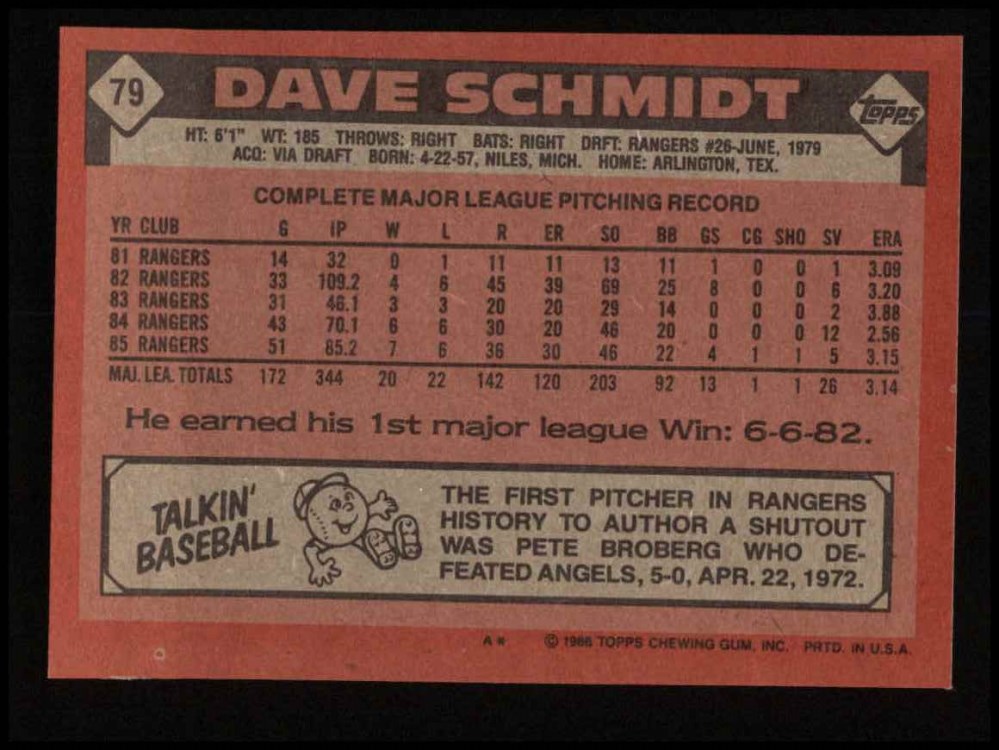 79
DAVE SCHMIDT
topps
HT: 6'1" WT: 185 THROWS: RIGHT BATS: RIGHT DRFT: RANGERS #26-JUNE, 1979
ACQ: VIA DRAFT BORN: 4-22-57, NILES, MICH. HOME: ARLINGTON, TEX.
COMPLETE MAJOR LEAGUE PITCHING RECORD
YR CLUB G IP W L R ER SO BB GS CG SHO SV ERA
81 RANGERS 14 32 0 1 11 11 13 11 1 0 0 1 3.09
82 RANGERS 33 109.2 4 6 45 39 69 25 8 0 0 6 3.20
83 RANGERS 31 46.1 3 3 20 20 29 14 0 0 0 2 3.88
84 RANGERS 43 70.1 6 6 30 20 46 20 0 0 0 12 2.56
85 RANGERS 51 85.2 7 6 36 30 46 22 4 1 1 5 3.15
MAJ. LEA. TOTALS 172 344 20 22 142 120 203 92 13 1 1 26 3.14
He earned his 1st major league Win: 6-6-82.
TALKIN'
BASEBALL
THE FIRST PITCHER IN RANGERS
HISTORY TO AUTHOR A SHUTOUT
WAS PETE BROBERG WHO DE-
FEATED ANGELS, 5-0, APR. 22, 1972.
A* © 1986 TOPPS CHEWING GUM, INC. PRTD. IN U.S.A.